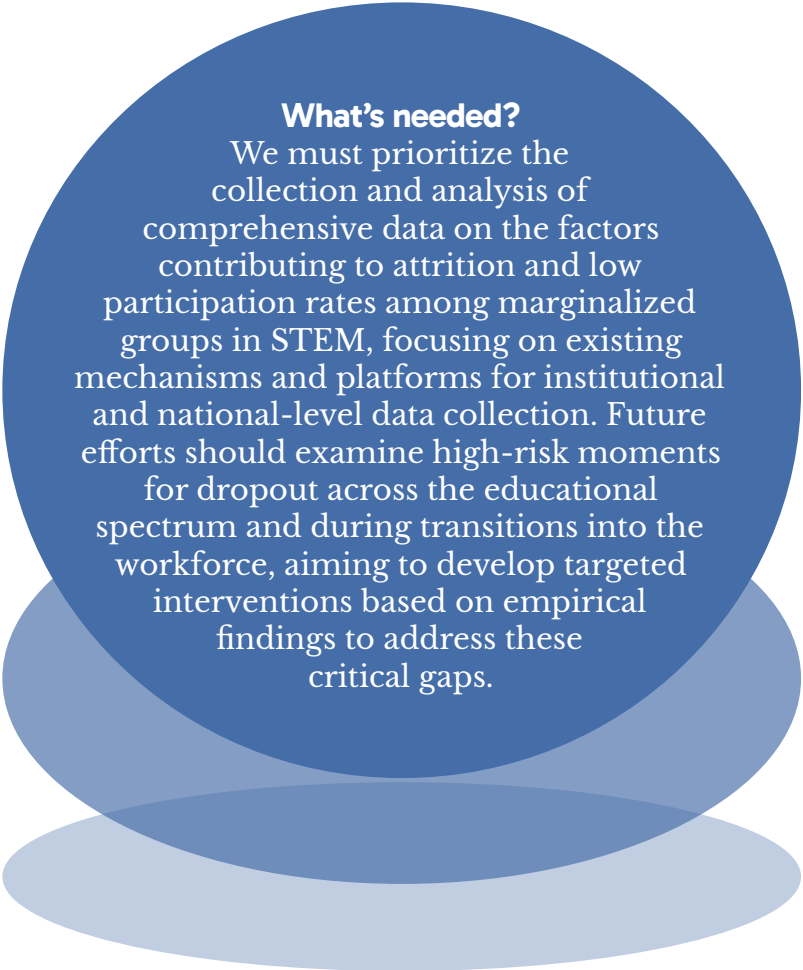 What’s needed?
We must prioritize the
collection and analysis of
comprehensive data on the factors
contributing to attrition and low
participation rates among marginalized
groups in STEM, focusing on existing
mechanisms and platforms for institutional
and national-level data collection. Future
efforts should examine high-risk moments
for dropout across the educational
spectrum and during transitions into the
workforce, aiming to develop targeted
interventions based on empirical
findings to address these
critical gaps.